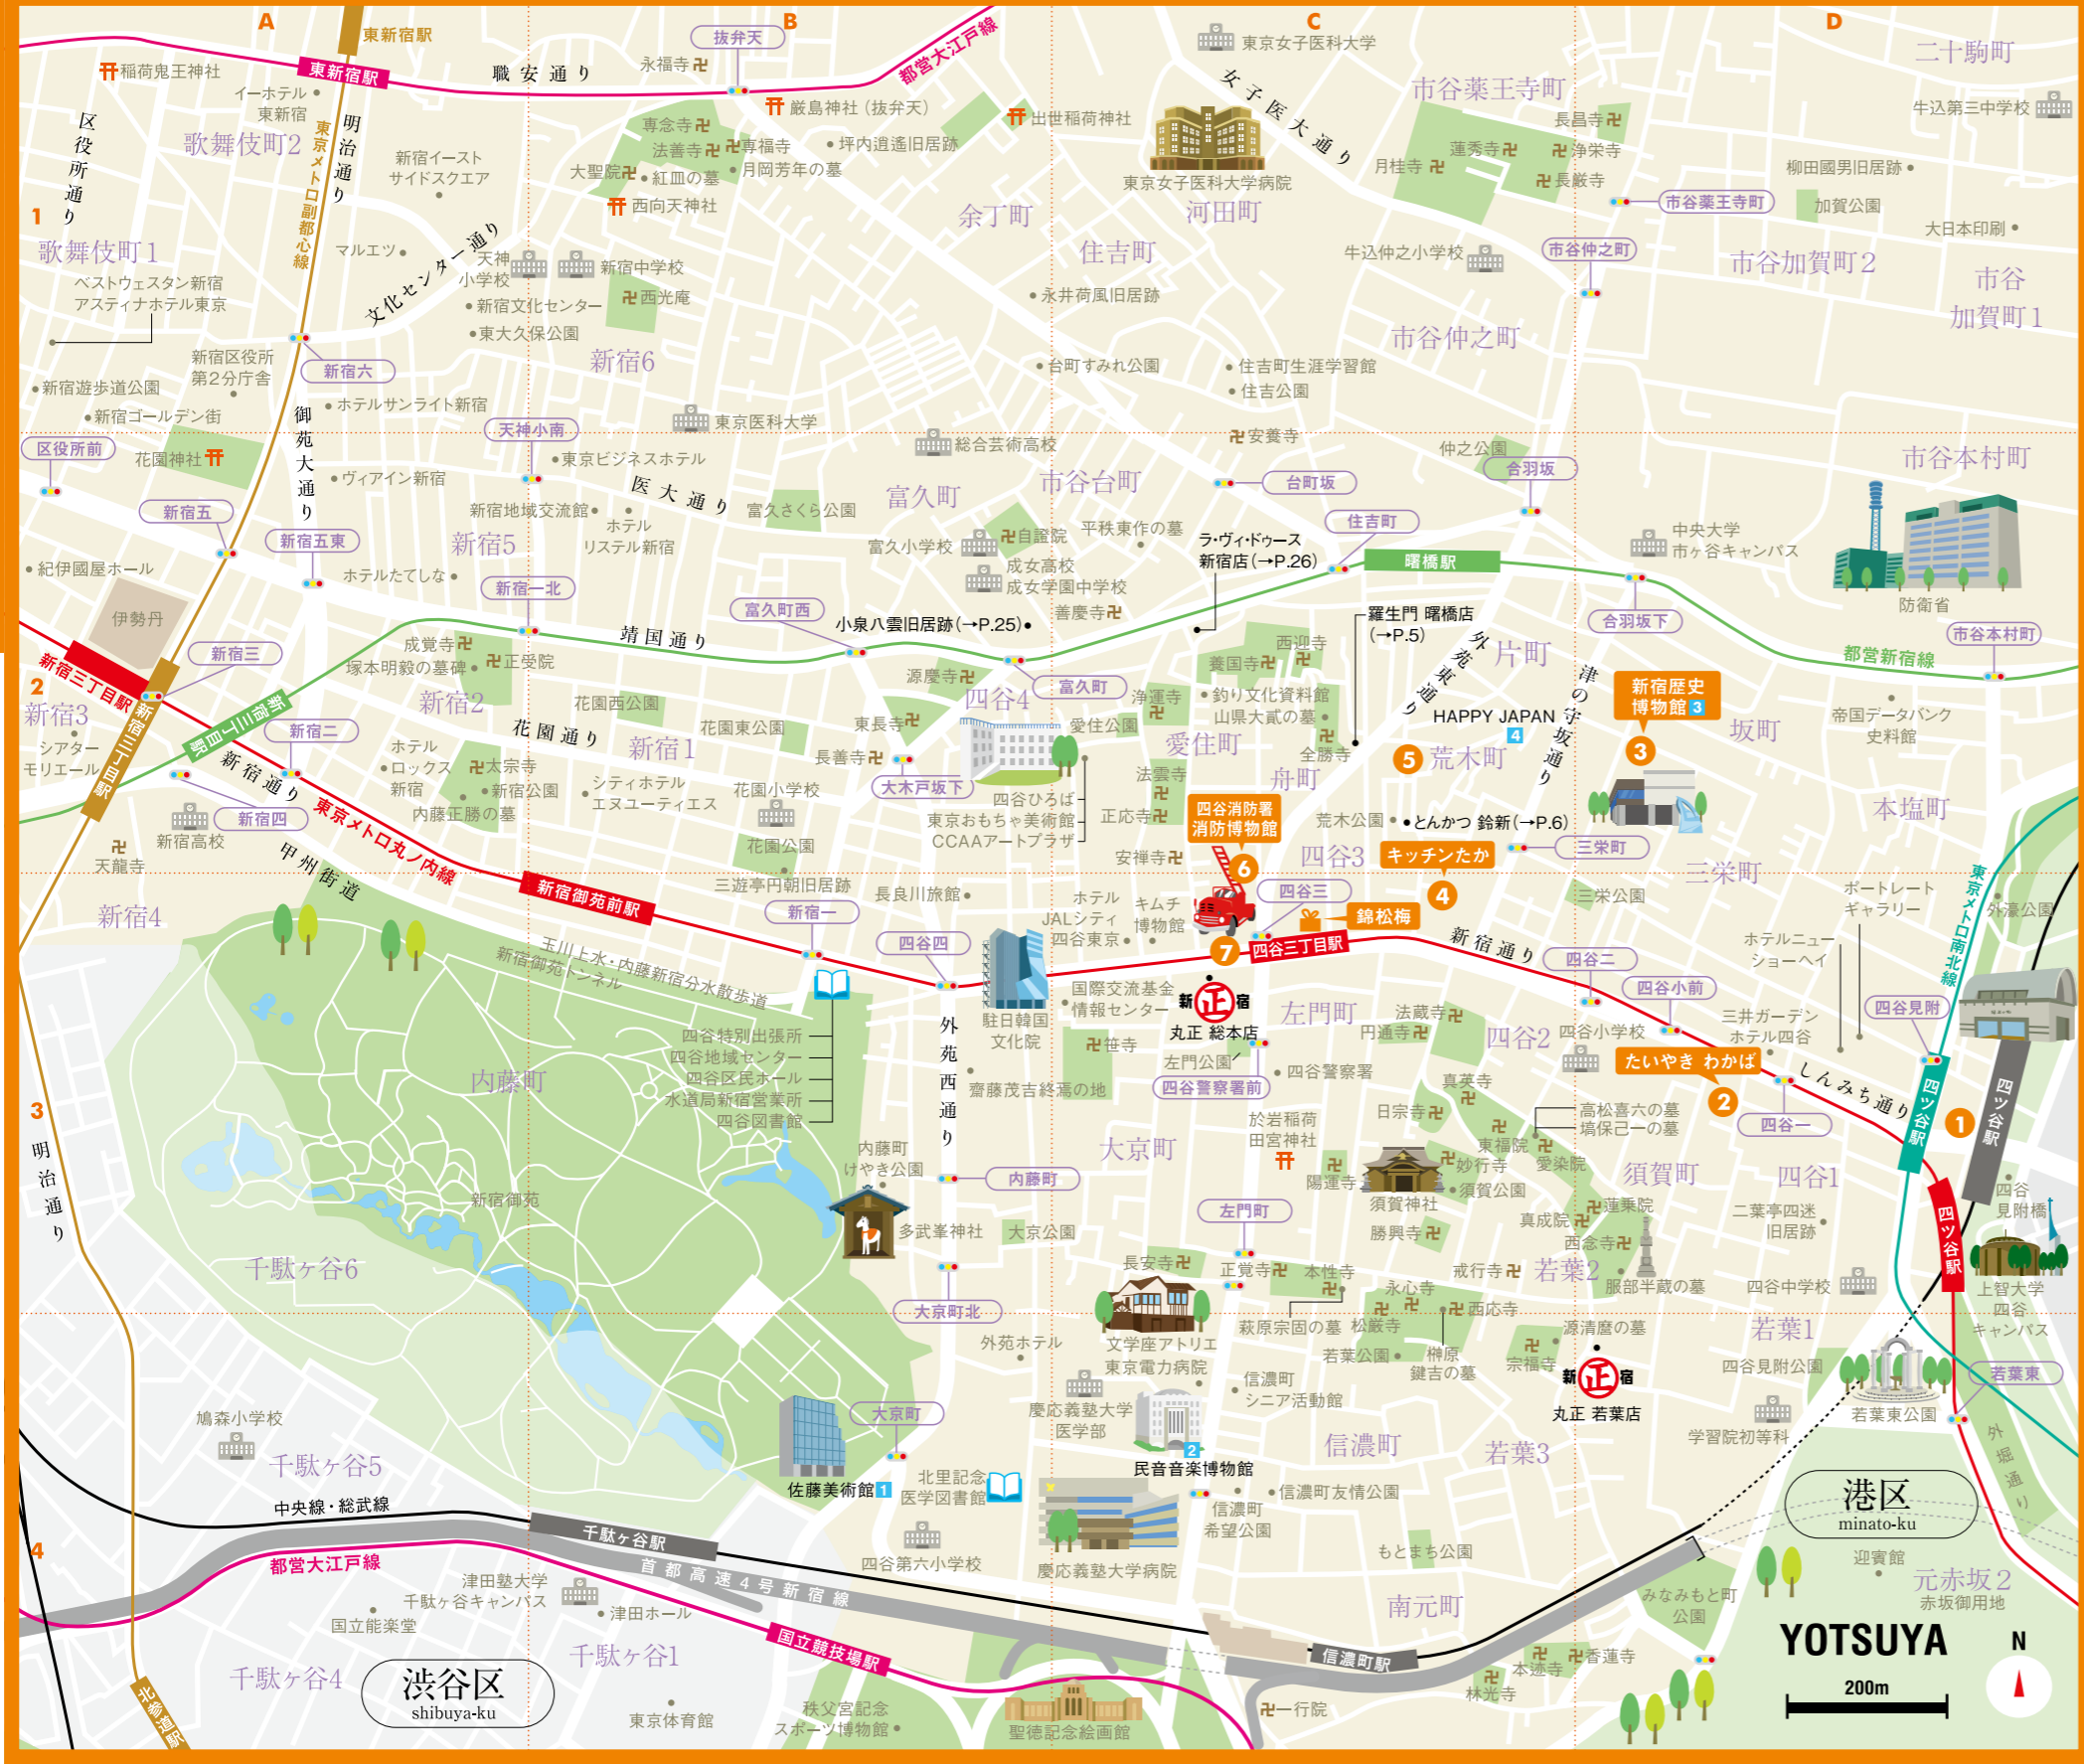 A
B
C
D
1
2
3
4
東新宿駅
抜弁天
都営大江戸線
東京女子医科大学
二十駒町
稲荷鬼王神社
東新宿駅
職安通り
永福寺
女子医大通り
市谷薬王寺町
牛込第三中学校
イーホテル
東新宿
厳島神社（抜弁天）
出世稲荷神社
区役所通り
歌舞伎町2
東京メトロ副都心線
明治通り
専念寺
法善寺
専福寺
坪内逍遙旧居跡
長昌寺
蓮秀寺
浄栄寺
月桂寺
長厳寺
柳田國男旧居跡
新宿イースト
サイドスクエア
大聖院
紅皿の墓
月岡芳年の墓
西向天神社
東京女子医科大学病院
河田町
余丁町
市谷薬王寺町
加賀公園
大日本印刷
歌舞伎町1
マルエツ
文化センター通り
天神
小学校
新宿中学校
住吉町
牛込仲之小学校
市谷仲之町
市谷加賀町2
市谷
加賀町1
ベストウェスタン新宿
アスティナホテル東京
新宿文化センター
西光庵
東大久保公園
永井荷風旧居跡
市谷仲之町
新宿区役所
第2分庁舎
新宿六
新宿6
台町すみれ公園
住吉町生涯学習館
住吉公園
新宿遊歩道公園
新宿ゴールデン街
ホテルサンライト新宿
御苑大通り
天神小南
東京医科大学
総合芸術高校
安養寺
仲之公園
合羽坂
市谷本村町
区役所前
花園神社
ヴィアイン新宿
東京ビジネスホテル
医大通り
市谷台町
台町坂
富久町
新宿五
新宿五東
新宿地域交流館
ホテル
リステル新宿
富久さくら公園
新宿5
富久小学校
自證院
平秩東作の墓
ラ・ヴィ・ドゥース
新宿店（→P.26）
住吉町
曙橋駅
中央大学
市ヶ谷キャンパス
防衛省
紀伊國屋ホール
ホテルたてしな
新宿一北
成女高校
成女学園中学校
善慶寺
伊勢丹
富久町西
小泉八雲旧居跡（→P.25）
羅生門 曙橋店
（→P.5）
合羽坂下
市谷本村町
都営新宿線
靖国通り
成覚寺
塚本明毅の墓碑
正受院
新宿三
新宿三丁目駅
新宿三丁目駅
新宿三丁目駅
新宿3
シアター
モリエール
新宿2
花園西公園
花園通り
花園東公園
新宿1
源慶寺
四谷4
富久町
西迎寺
養国寺
浄運寺
釣り文化資料館
山県大貳の墓
外苑東通り
片町
津の守坂通り
新宿歴史
博物館 3
3
坂町
帝国データバンク
史料館
東長寺
愛住公園
愛住町
全勝寺
舟町
HAPPY JAPAN
4
5
荒木町
新宿二
ホテル
ロックス
新宿
太宗寺
新宿公園
内藤正勝の墓
シティホテル
エヌユーティエス
長善寺
大木戸坂下
花園小学校
四谷ひろば
東京おもちゃ美術館
CCAAアートプラザ
法雲寺
正応寺
四谷消防署
消防博物館
6
荒木公園
とんかつ 鈴新（→P.6）
本塩町
新宿通り
新宿四
新宿高校
天龍寺
東京メトロ丸ノ内線
甲州街道
花園公園
三遊亭円朝旧居跡
安禅寺
四谷3
キッチンたか
4
三栄町
三栄町
新宿4
新宿御苑前駅
新宿一
長良川旅館
ホテル
JALシティ
四谷東京
キムチ
博物館
四谷三
錦松梅
7
四谷三丁目駅
三栄公園
ポートレート
ギャラリー
東京メトロ南北線
外濠公園
玉川上水・内藤新宿分水散歩道
新宿御苑トンネル
四谷四
新宿通り
四谷二
四谷小前
ホテルニュー
ショーヘイ
四谷見附
駐日韓国
文化院
国際交流基金
情報センター
新 正 宿
丸正 総本店
左門町
法蔵寺
円通寺
四谷2
四谷小学校
三井ガーデン
ホテル四谷
四谷特別出張所
四谷地域センター
四谷区民ホール
水道局新宿営業所
四谷図書館
外苑西通り
笹寺
左門公園
四谷警察署前
四谷警察署
齋藤茂吉終焉の地
たいやき わかば
2
しんみち通り
四谷一
四ツ谷駅
1
四ツ谷駅
内藤町
真英寺
日宗寺
高松喜六の墓
塙保己一の墓
東福院
愛染院
明治通り
内藤町
けやき公園
大京町
於岩稲荷
田宮神社
妙行寺
須賀公園
須賀町
四谷1
内藤町
陽運寺
須賀神社
蓮乗院
真成院
西念寺
二葉亭四迷
旧居跡
四谷
見附橋
四ツ谷駅
新宿御苑
多武峯神社
大京公園
左門町
勝興寺
千駄ヶ谷6
長安寺
正覚寺
本性寺
永心寺
戒行寺
若葉2
服部半蔵の墓
四谷中学校
上智大学
四谷
キャンパス
大京町北
外苑ホテル
文学座アトリエ
萩原宗固の墓
松厳寺
西応寺
源清麿の墓
若葉1
東京電力病院
若葉公園
榊原
鍵吉の墓
宗福寺
新 正 宿
丸正 若葉店
四谷見附公園
若葉東
若葉東公園
外堀通り
信濃町
シニア活動館
慶応義塾大学
医学部
学習院初等科
鳩森小学校
千駄ヶ谷5
大京町
佐藤美術館 1
北里記念
医学図書館
2
民音音楽博物館
信濃町
若葉3
港区
minato-ku
中央線・総武線
信濃町
希望公園
信濃町友情公園
千駄ヶ谷駅
都営大江戸線
首都高速4号新宿線
四谷第六小学校
慶応義塾大学病院
もとまち公園
迎賓館
元赤坂2
赤坂御用地
津田塾大学
千駄ヶ谷キャンパス
国立能楽堂
津田ホール
南元町
みなみもと町
公園
千駄ヶ谷4
渋谷区
shibuya-ku
千駄ヶ谷1
国立競技場駅
信濃町駅
本迹寺
香蓮寺
林光寺
北参道駅
東京体育館
秩父宮記念
スポーツ博物館
聖徳記念絵画館
一行院
YOTSUYA
200m
N